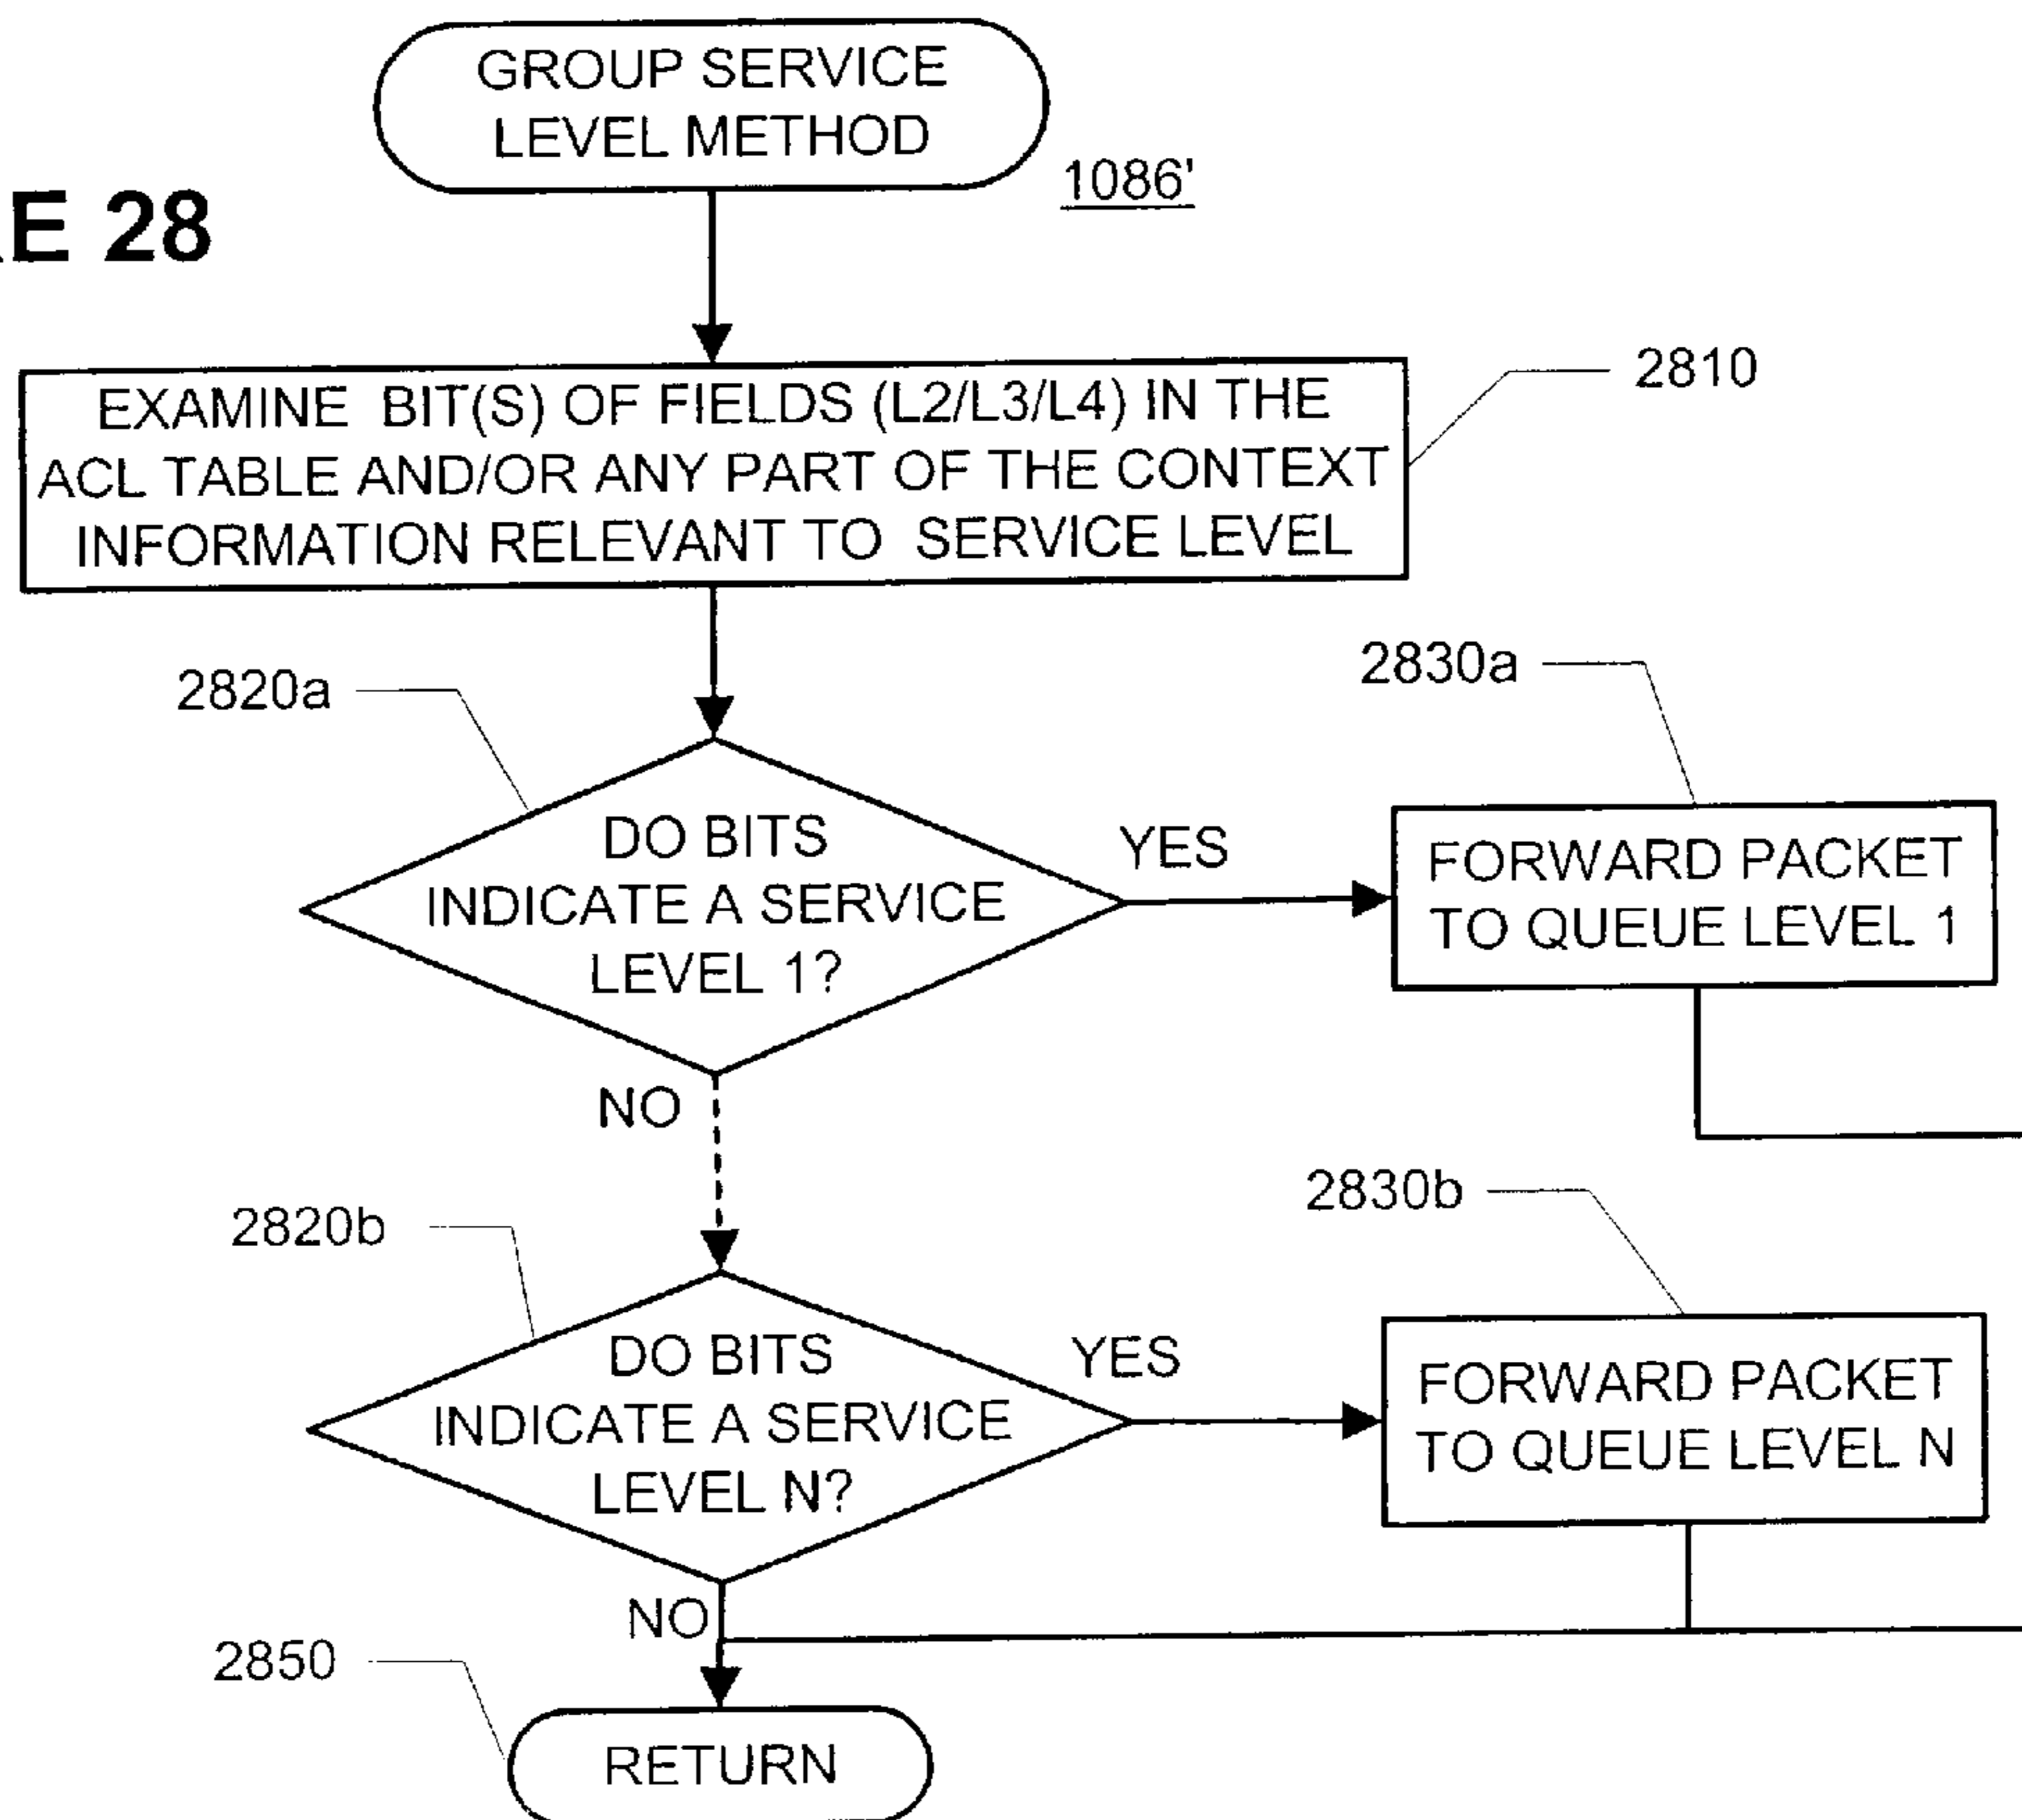 GROUP SERVICE
LEVEL METHOD
1086'
E 28
2810
EXAMINE BIT(S) OF FIELDS (L2/L3/L4) IN THE
ACL TABLE AND/OR ANY PART OF THE CONTEXT
INFORMATION RELEVANT TO SERVICE LEVEL
2820a
2830a
DO BITS
INDICATE A SERVICE
LEVEL 1?
YES
FORWARD PACKET
TO QUEUE LEVEL 1
NO
2820b
2830b
DO BITS
INDICATE A SERVICE
LEVEL N?
YES
FORWARD PACKET
TO QUEUE LEVEL N
NO
2850
RETURN